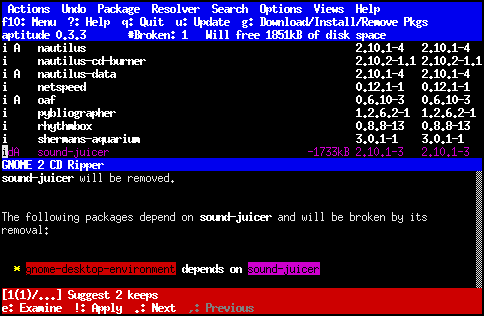 Actions  Undo  Package  Resolver  Search  Options  Views  Help
f10: Menu  ?: Help  q: Quit  u: Update  g: Download/Install/Remove Pkgs
aptitude 0.3.3       #Broken: 1   Will free 1851kB of disk space
i A  nautilus                                    2.10.1-4   2.10.1-4
i    nautilus-cd-burner                          2.10.2-1.1 2.10.2-1.1
i A  nautilus-data                               2.10.1-4   2.10.1-4
i    netspeed                                    0.12.1-1   0.12.1-1
i A  oaf                                         0.6.10-3   0.6.10-3
i    pybliographer                               1.2.6.2-1  1.2.6.2-1
i    rhythmbox                                   0.8.8-13   0.8.8-13
i    shermans-aquarium                           3.0.1-1    3.0.1-1
idA  sound-juicer                       -1733kB  2.10.1-3   2.10.1-3
GNOME 2 CD Ripper
sound-juicer will be removed.
The following packages depend on sound-juicer and will be broken by its
removal:
* gnome-desktop-environment depends on sound-juicer
[1(1)/...] Suggest 2 keeps
e: Examine  !: Apply  .: Next  ,: Previous